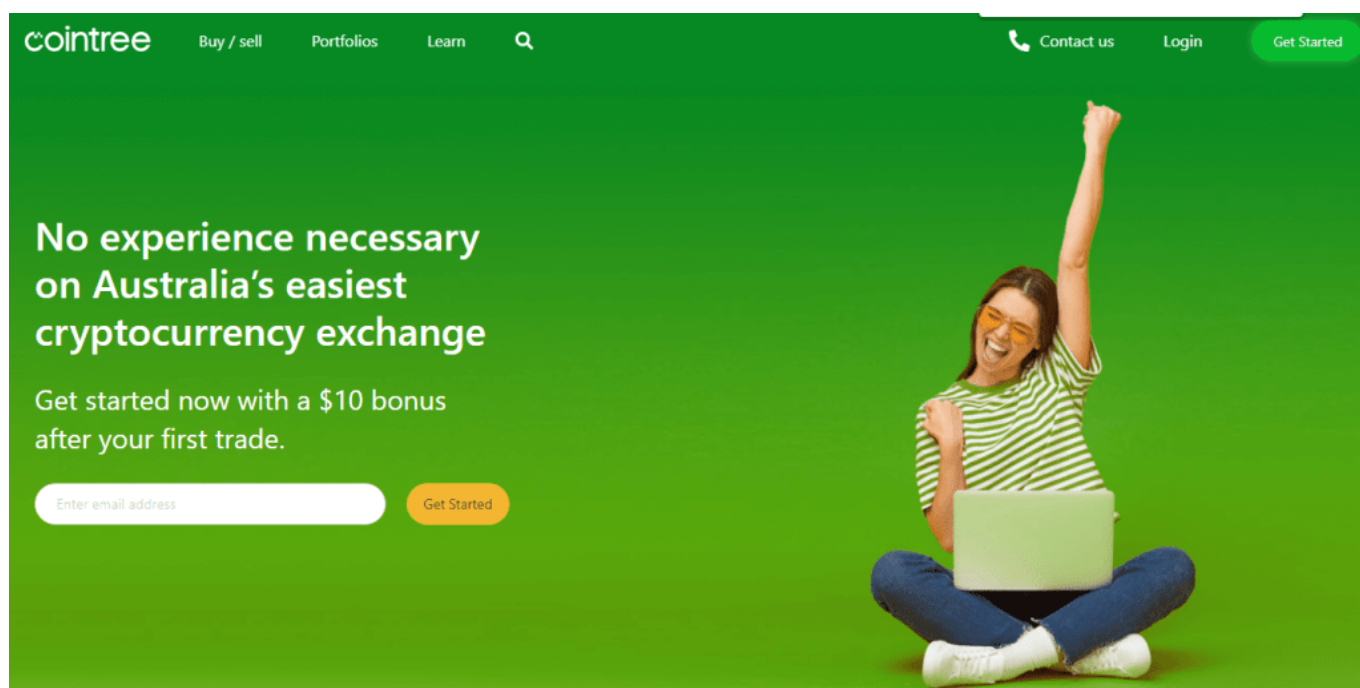 cointree
Buy / sell
Portfolios
Learn
Contact us
Login
Get Started
No experience necessary
on Australia’s easiest
cryptocurrency exchange
Get started now with a $10 bonus
after your first trade.
Enter email address
Get Started